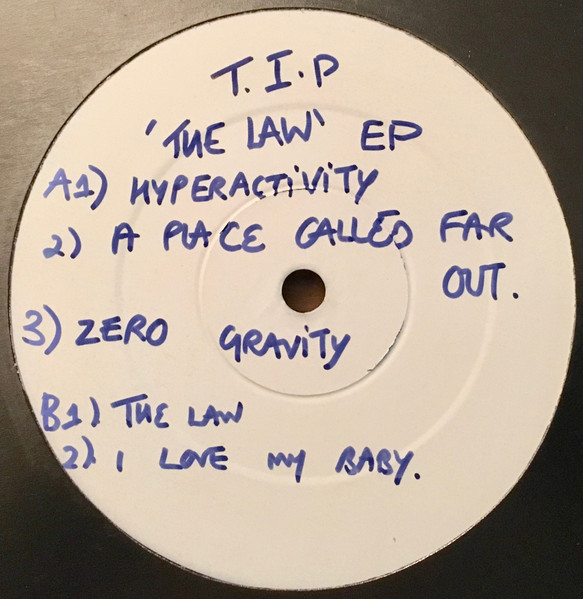 T.I.P
'THE LAW' EP
A1) HYPERACTiViTY
2) A PLACE CALLED FAR
OUT.
3) ZERO GRAViTY
B1) THE LAW
2) I LOVE MY BABY.